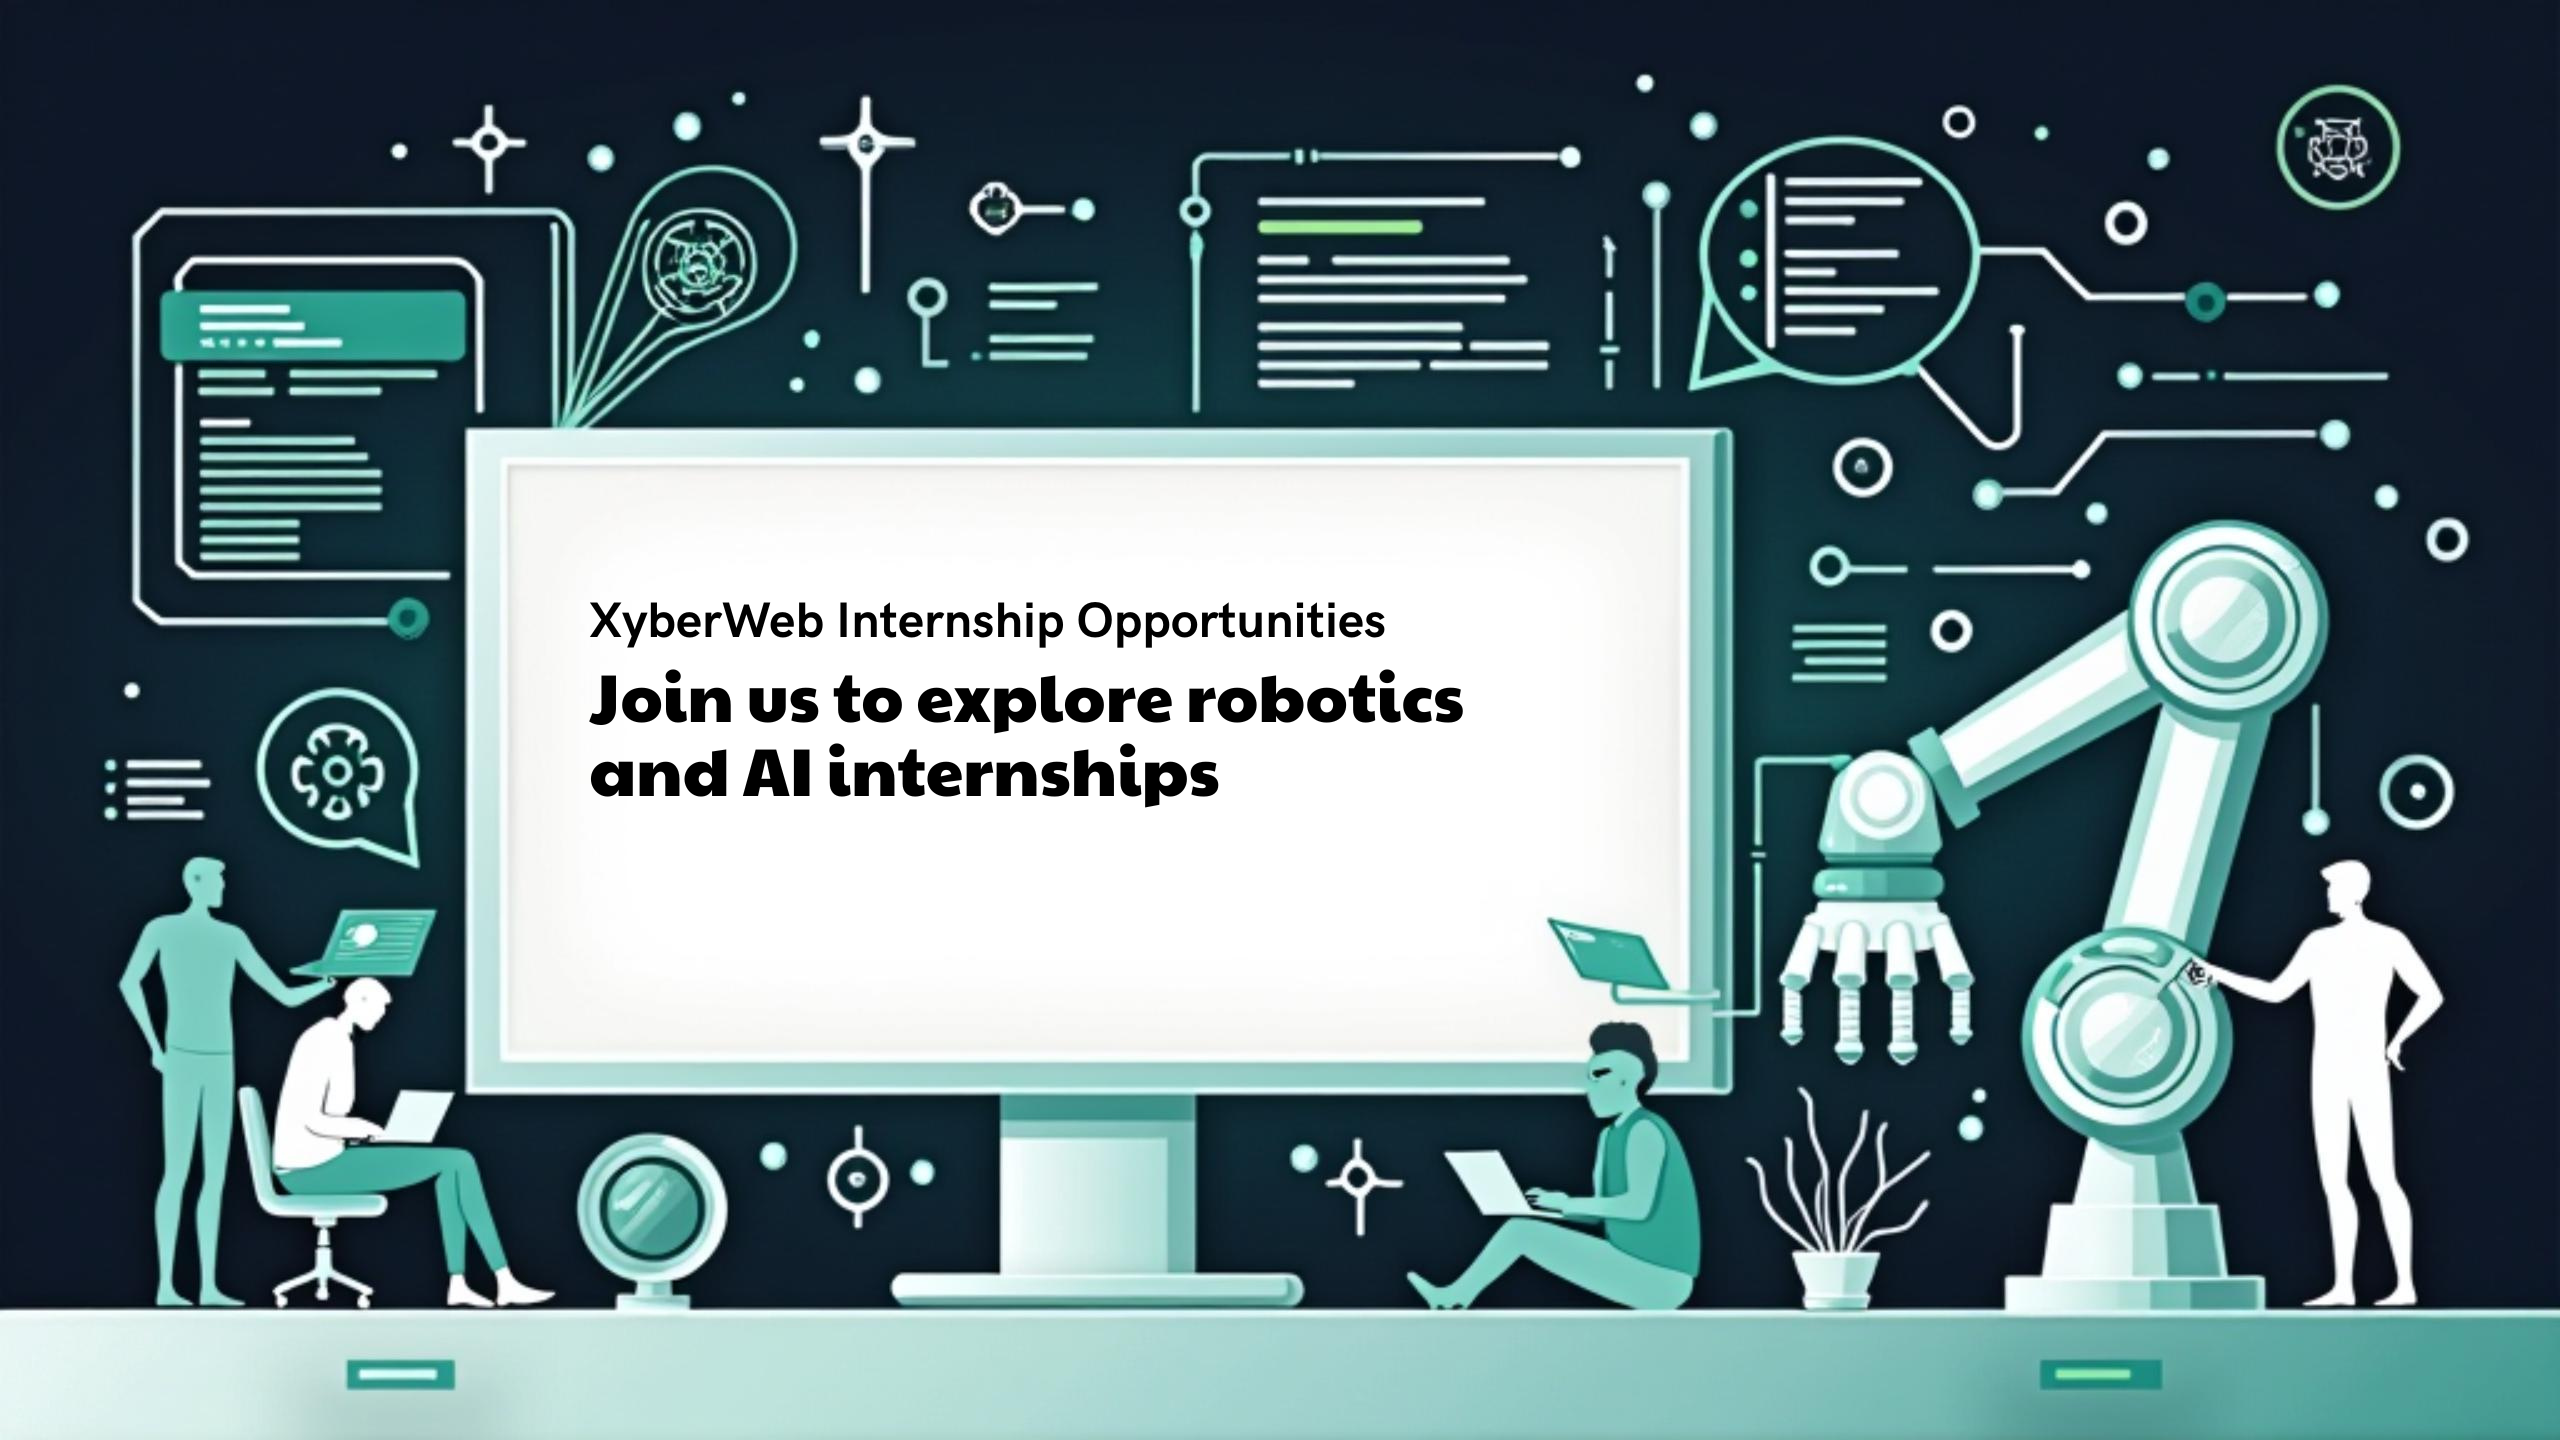 XyberWeb Internship Opportunities
Join us to explore robotics
and AI internships